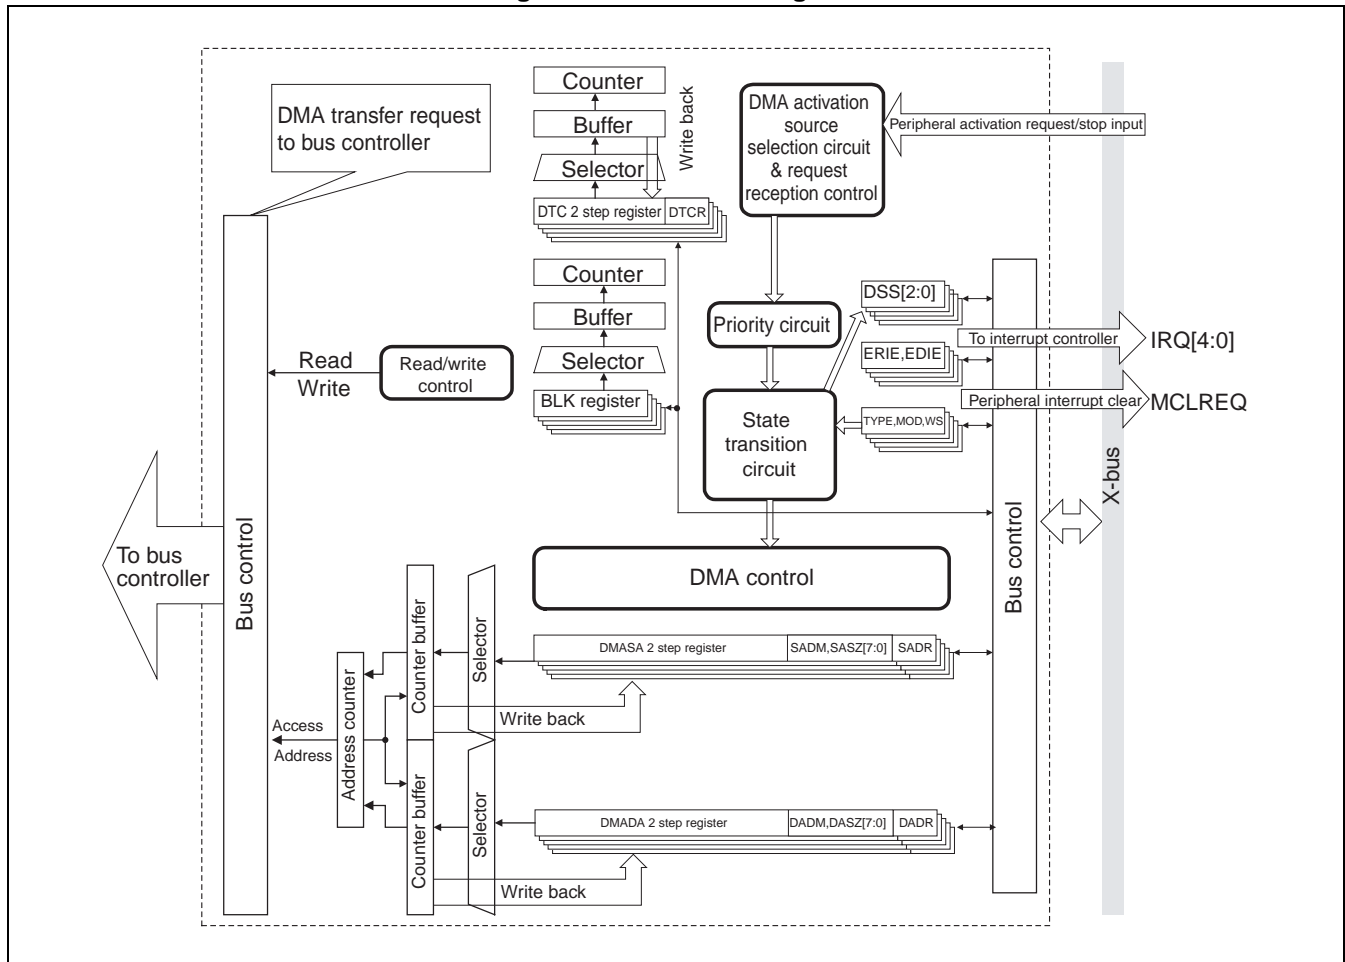 Counter
Buffer
Selector
DTC 2 step register
DTCR
Write back
DMA transfer request
to bus controller
DMA activation
source
selection circuit
& request
reception control
Peripheral activation request/stop input
Counter
Buffer
Selector
BLK register
Read
Write
Read/write
control
Priority circuit
State
transition
circuit
DSS[2:0]
ERIE,EDIE
TYPE,MOD,WS
To interrupt controller
IRQ[4:0]
Peripheral interrupt clear
MCLREQ
X-bus
Bus control
To bus
controller
Bus control
DMA control
Counter buffer
Selector
DMASA 2 step register
SADM,SASZ[7:0]
SADR
Write back
Address counter
Access
Address
Counter buffer
Selector
DMADA 2 step register
DADM,DASZ[7:0]
DADR
Write back